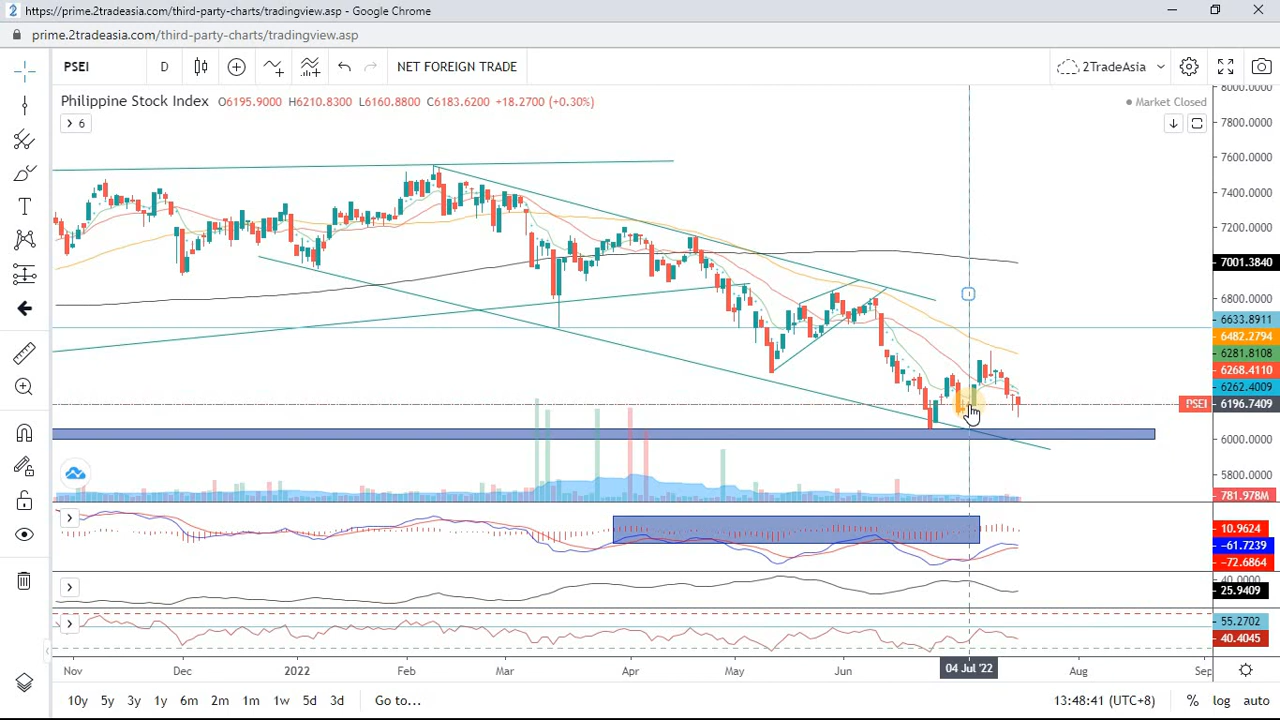 https://prime.2tradeasia.com/third-party-charts/tradingview.asp - Google Chrome
prime.2tradeasia.com/third-party-charts/tradingview.asp
PSEI D NET FOREIGN TRADE 2TradeAsia
Philippine Stock Index O6195.9000 H6210.8300 L6160.8800 C6183.6200 +18.2700 (+0.30%)
Market Closed
6
8000.0000
7800.0000
7600.0000
7400.0000
7200.0000
7001.3840
6800.0000
6633.8911
6482.2794
6281.8108
6268.4110
6262.4009
PSEI 6196.7409
6000.0000
5800.0000
781.978M
10.9624
−61.7239
−72.6864
40.0000
25.9409
55.2702
40.4045
Nov Dec 2022 Feb Mar Apr May Jun 04 Jul '22 Aug Sep
10y 5y 3y 1y 6m 2m 1m 1w 5d 3d Go to... 13:48:41 (UTC+8) % log auto